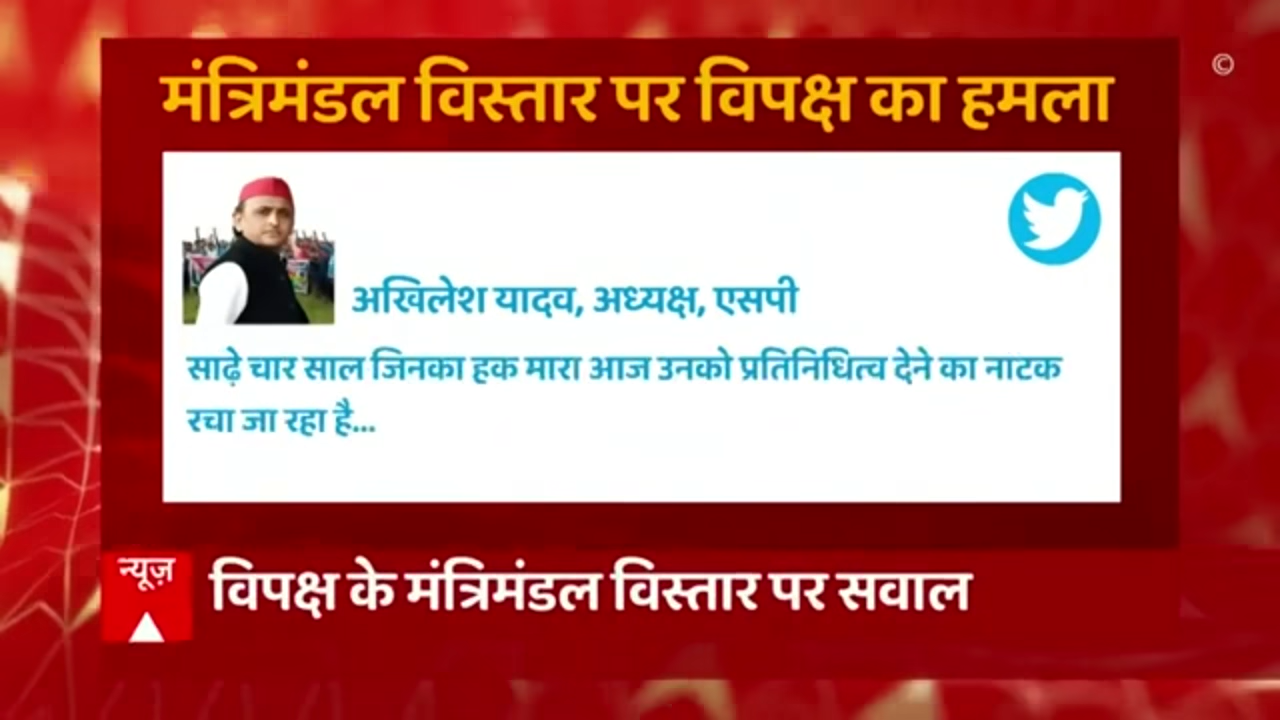 ©
मंत्रिमंडल विस्तार पर विपक्ष का हमला
अखिलेश यादव, अध्यक्ष, एसपी
साढ़े चार साल जिनका हक मारा आज उनको प्रतिनिधित्व देने का नाटक
रचा जा रहा है...
न्यूज़
विपक्ष के मंत्रिमंडल विस्तार पर सवाल